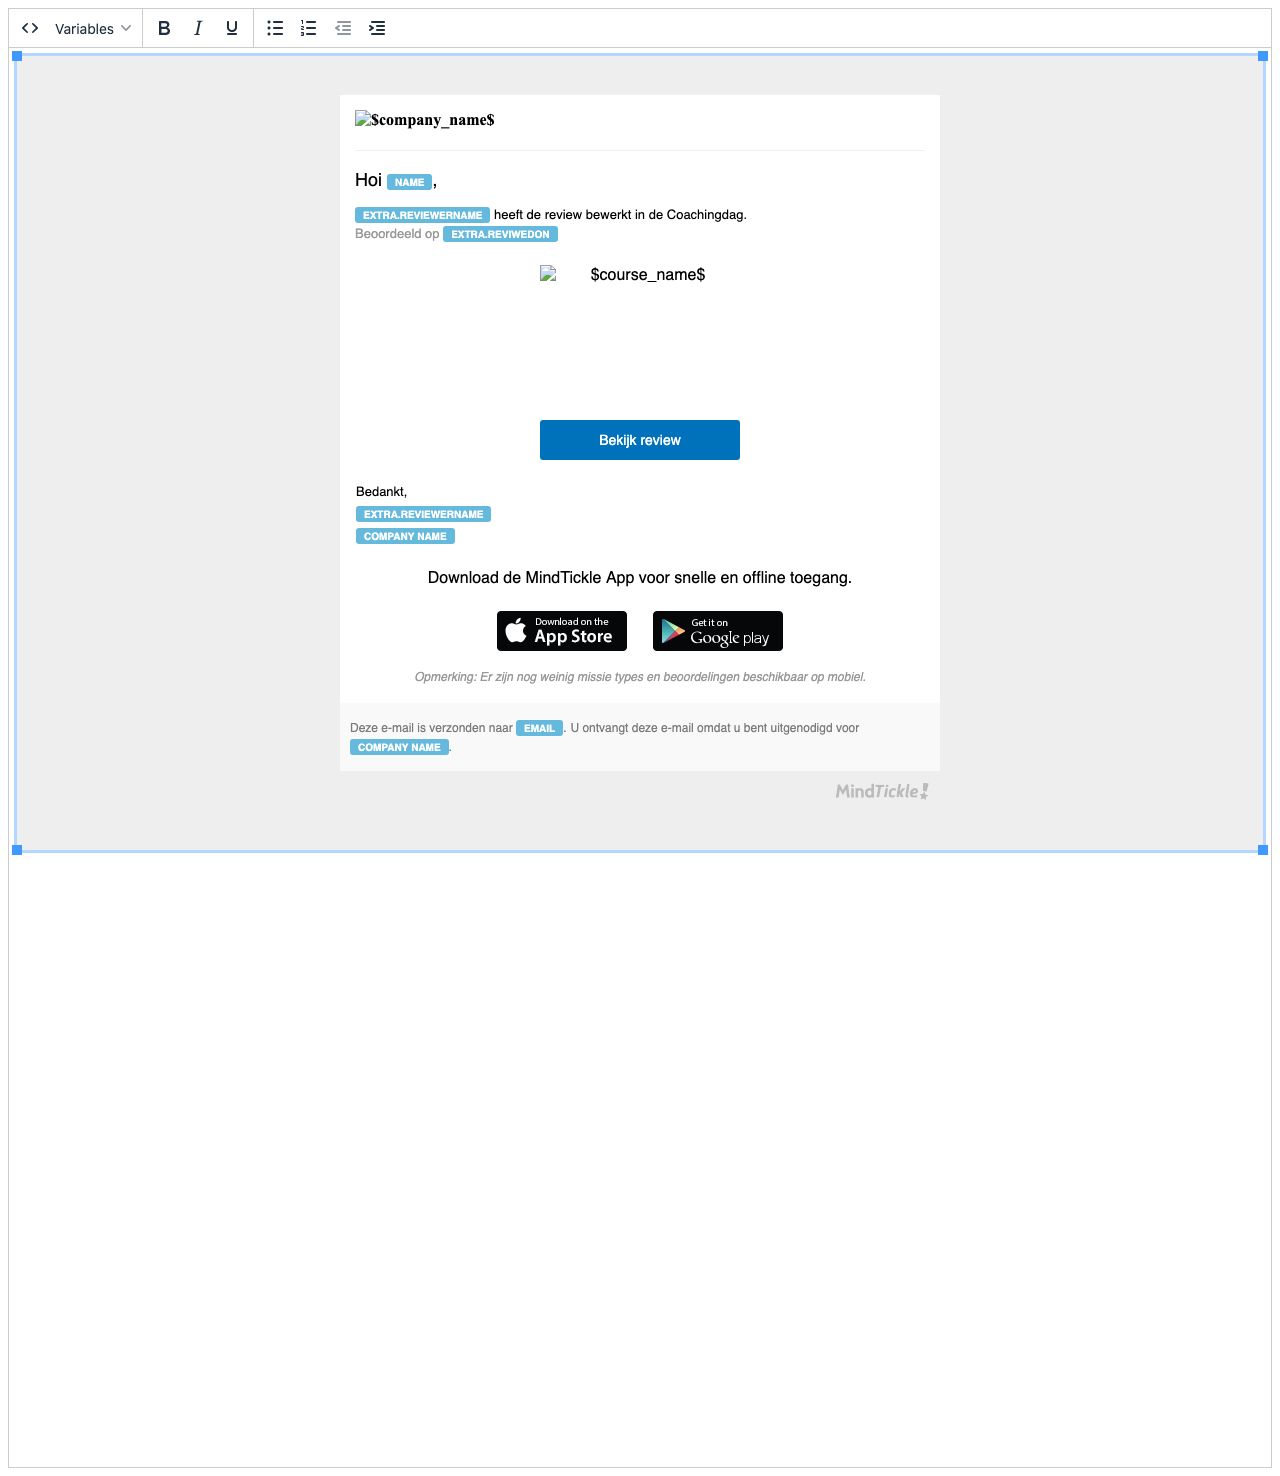 Variables B I U
$company_name$
Hoi NAME,
EXTRA.REVIEWERNAME heeft de review bewerkt in de Coachingdag.
Beoordeeld op EXTRA.REVIWEDON
$course_name$
Bekijk review
Bedankt,
EXTRA.REVIEWERNAME
COMPANY NAME
Download de MindTickle App voor snelle en offline toegang.
Download on the App Store
Get it on Google play
Opmerking: Er zijn nog weinig missie types en beoordelingen beschikbaar op mobiel.
Deze e-mail is verzonden naar EMAIL. U ontvangt deze e-mail omdat u bent uitgenodigd voor
COMPANY NAME.
MindTickle!